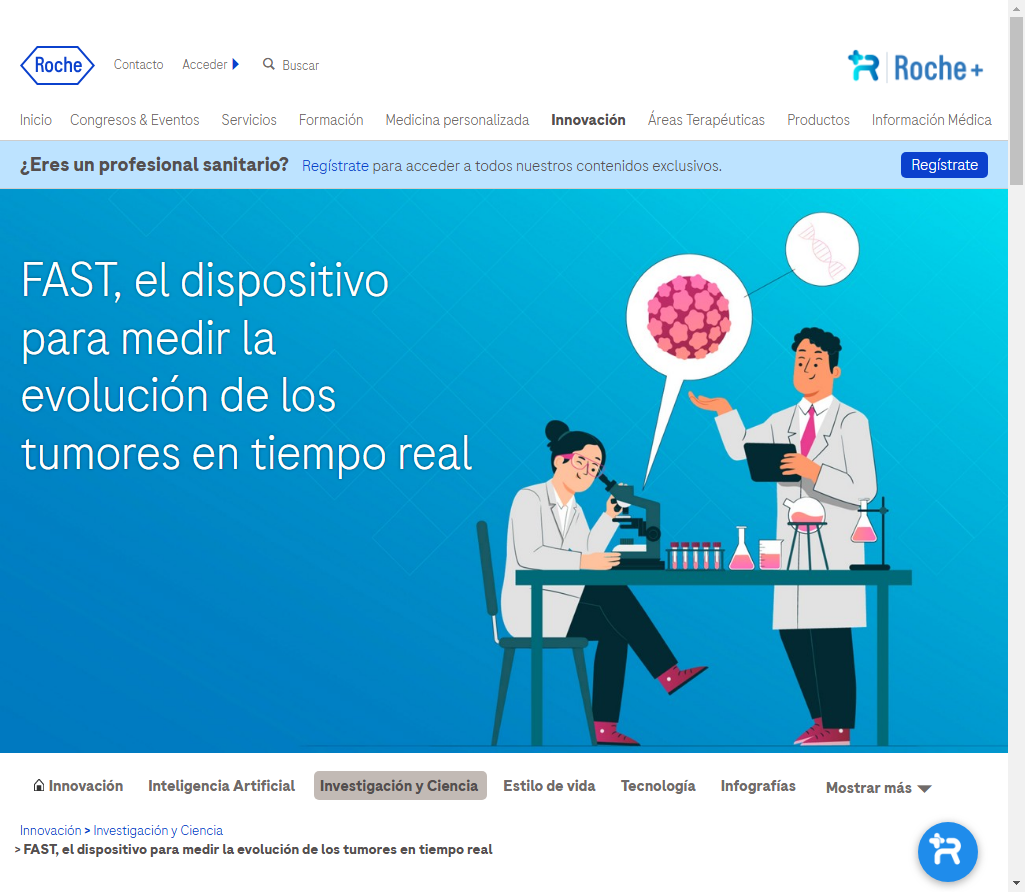 Roche
Contacto Acceder Buscar
Roche+
Inicio Congresos & Eventos Servicios Formación Medicina personalizada Innovación Áreas Terapéuticas Productos Información Médica
¿Eres un profesional sanitario? Regístrate para acceder a todos nuestros contenidos exclusivos. Regístrate
FAST, el dispositivo
para medir la
evolución de los
tumores en tiempo real
Innovación Inteligencia Artificial Investigación y Ciencia Estilo de vida Tecnología Infografías Mostrar más
Innovación > Investigación y Ciencia
> FAST, el dispositivo para medir la evolución de los tumores en tiempo real